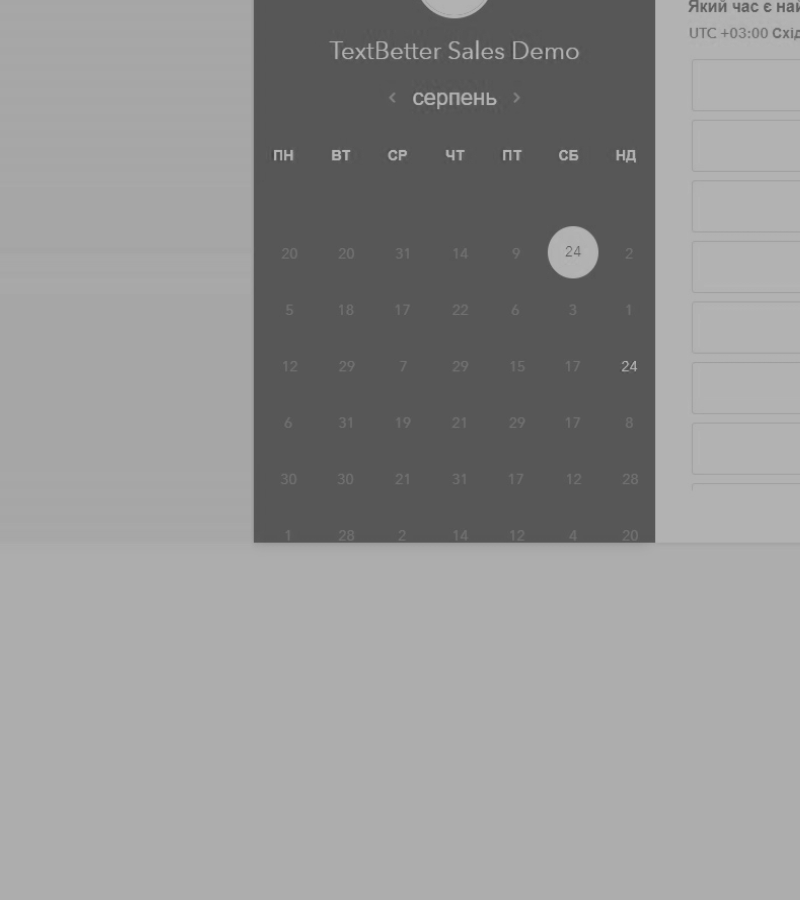 Який час є най
UTC +03:00 Схід
TextBetter Sales Demo
серпень
ПН ВТ СР ЧТ ПТ СБ НД
20 20 31 14 9 24 2
5 18 17 22 6 3 1
12 29 7 29 15 17 24
6 31 19 21 29 17 8
30 30 21 31 17 12 28
1 28 2 14 12 4 20